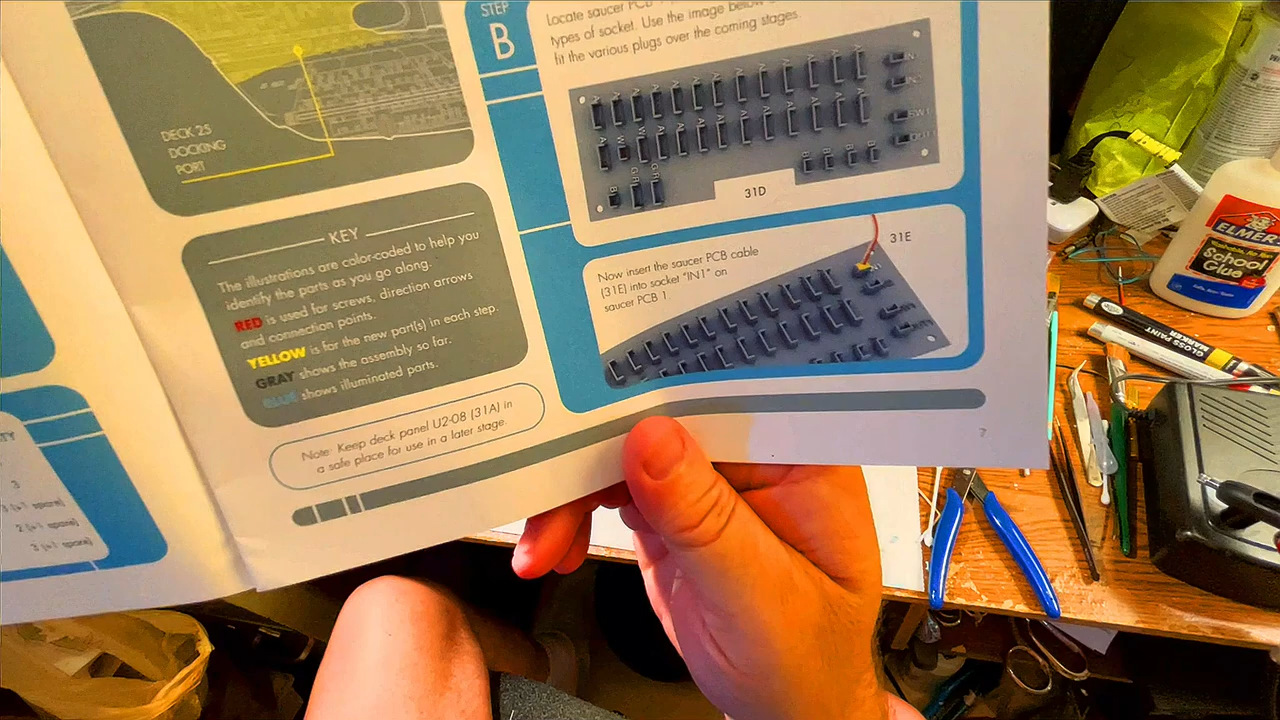 DECK 25
DOCKING
PORT
KEY
The illustrations are color-coded to help you
identify the parts as you go along.
RED is used for screws, direction arrows
and connection points.
YELLOW is for the new part(s) in each step.
GRAY shows the assembly so far.
BLUE shows illuminated parts.
Note: Keep deck panel U2-08 (31A) in
a safe place for use in a later stage.
STEP
B
Locate saucer PCB
types of socket. Use the image below
fit the various plugs over the coming stages.
31D
31E
Now insert the saucer PCB cable
(31E) into socket "IN1" on
saucer PCB 1.
7
3
(+1 spare)
2 (+1 spare)
3 (+1 spare)
ELMER'S
Washable, No Run
School
Glue
GLOSS PAINT
MARKER